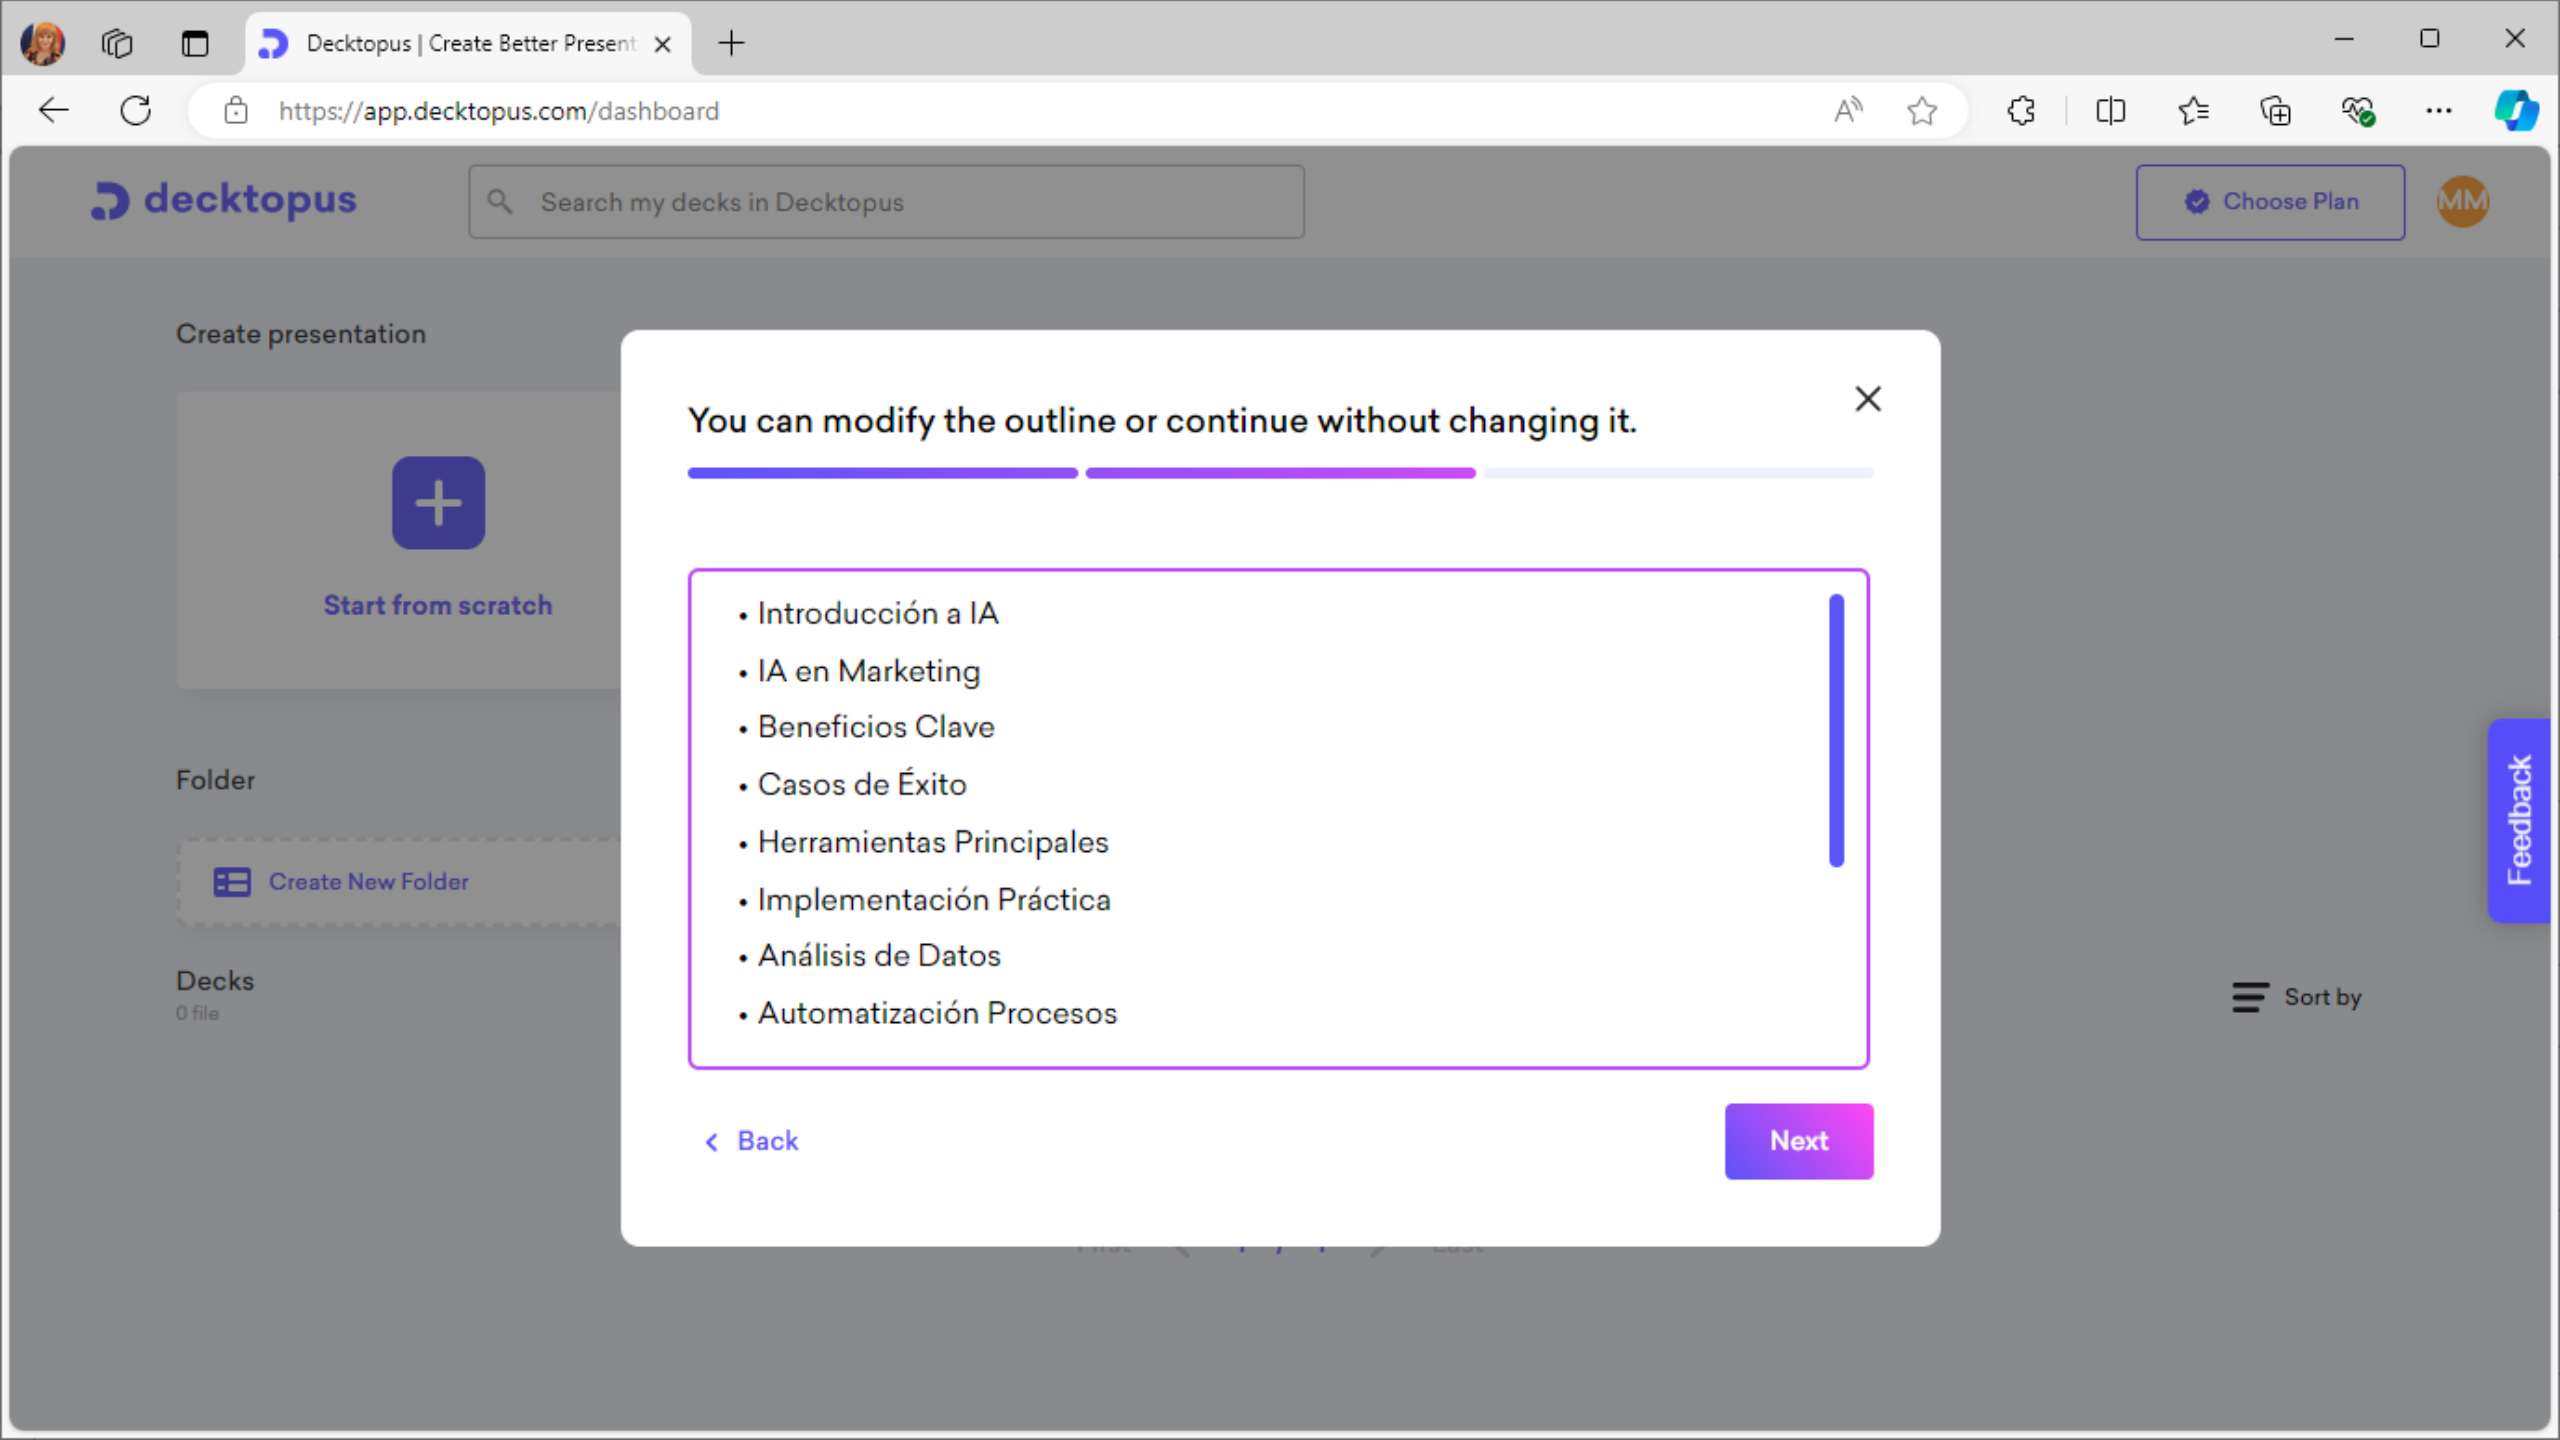 Decktopus | Create Better Present
https://app.decktopus.com/dashboard
decktopus
Search my decks in Decktopus
Choose Plan
MM
Create presentation
Start from scratch
Folder
Create New Folder
Decks
0 file
Sort by
Feedback
You can modify the outline or continue without changing it.
• Introducción a IA
• IA en Marketing
• Beneficios Clave
• Casos de Éxito
• Herramientas Principales
• Implementación Práctica
• Análisis de Datos
• Automatización Procesos
Back
Next